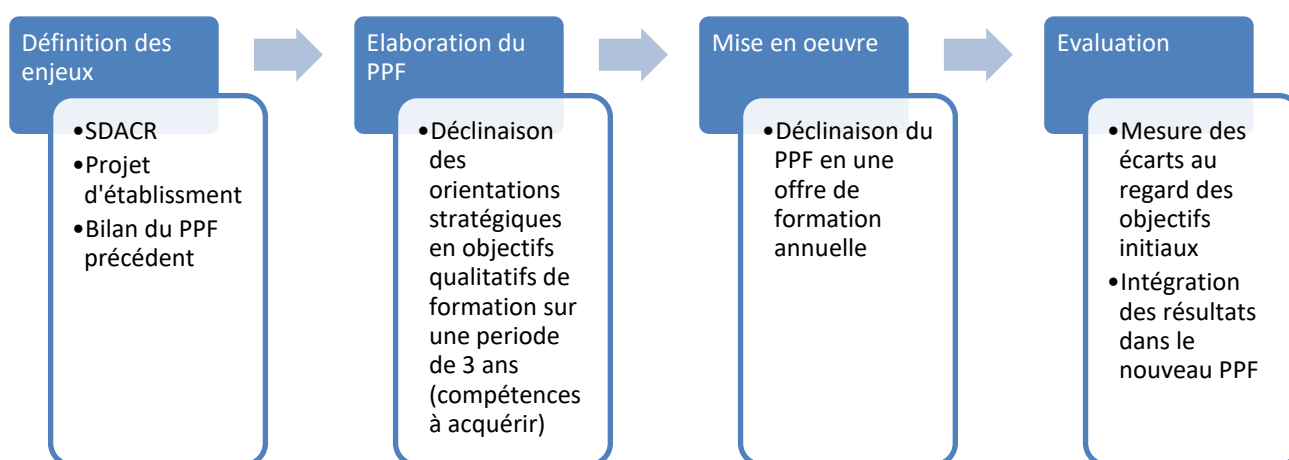 Définition des
enjeux
•SDACR
•Projet
d'établissment
•Bilan du PPF
précédent
Elaboration du
PPF
•Déclinaison
des
orientations
stratégiques
en objectifs
qualitatifs de
formation sur
une periode
de 3 ans
(compétences
à acquérir)
Mise en oeuvre
•Déclinaison du
PPF en une
offre de
formation
annuelle
Evaluation
•Mesure des
écarts au
regard des
objectifs
initiaux
•Intégration
des résultats
dans le
nouveau PPF